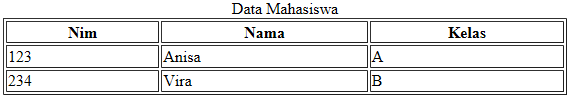 Data Mahasiswa
Nim Nama Kelas
123 Anisa A
234 Vira B